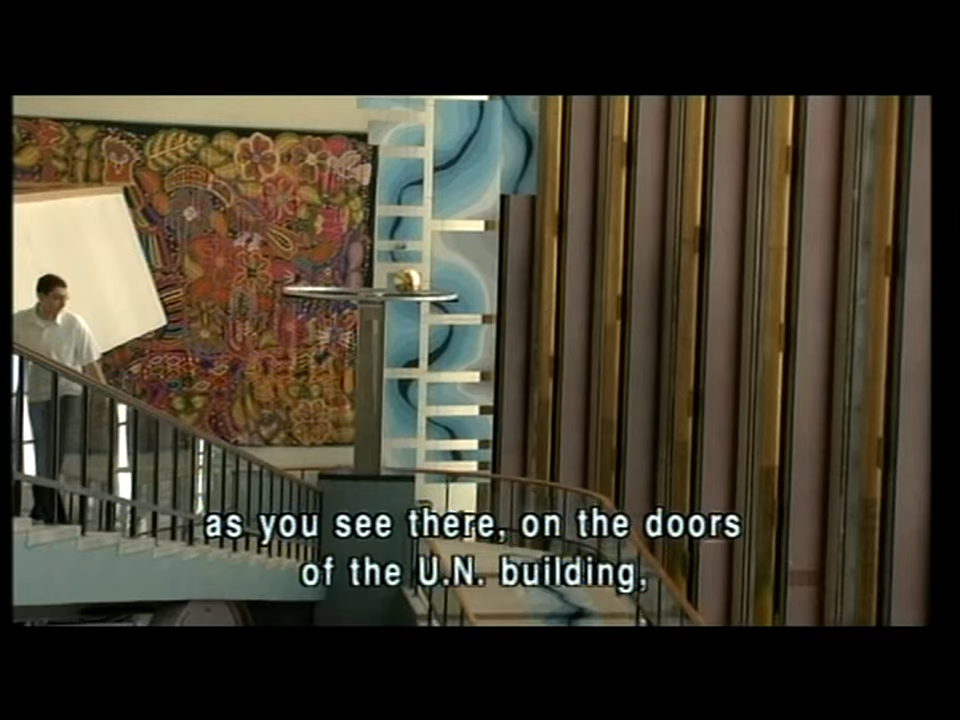 as you see there, on the doors
of the U.N. building,